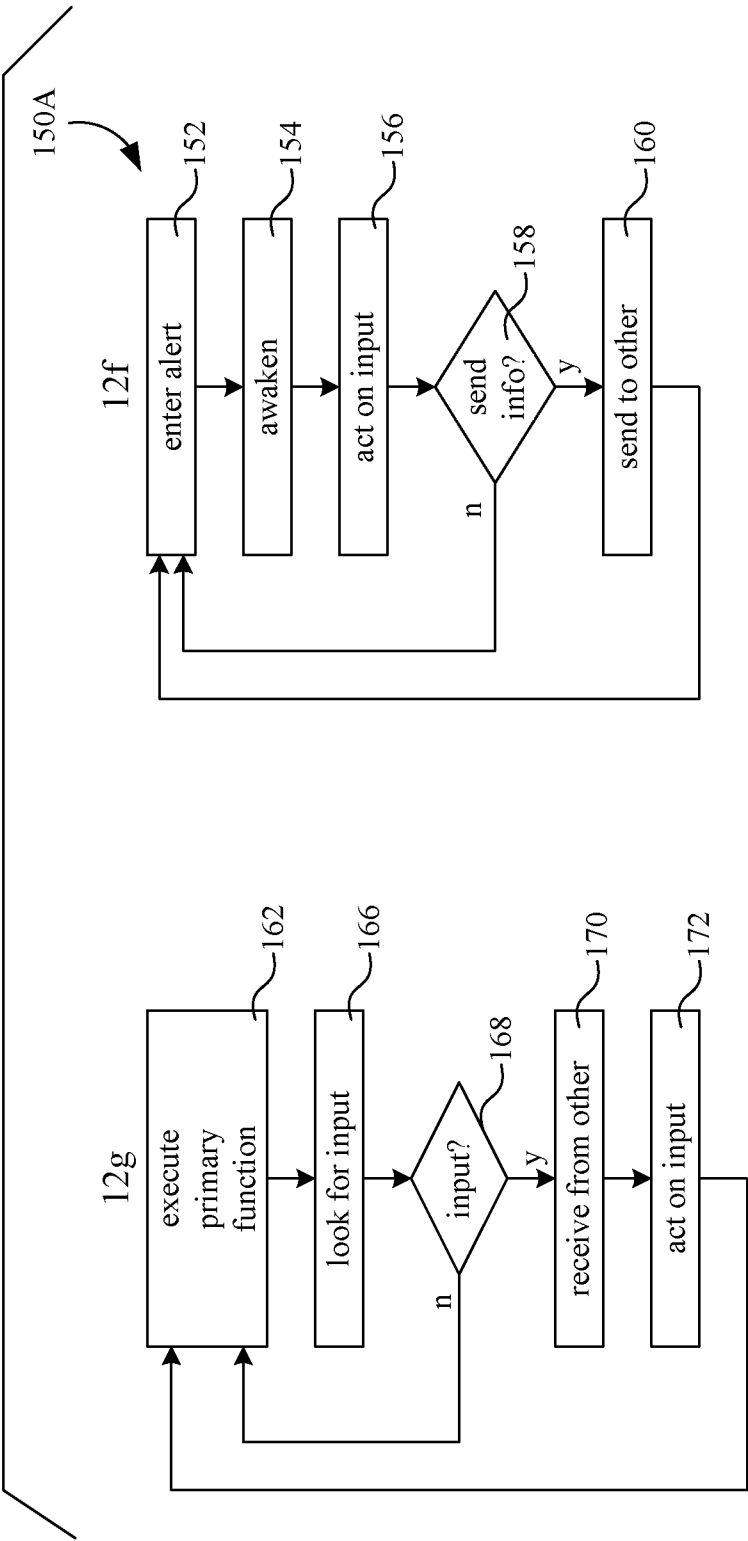 150A
12g
execute
primary
function
162
look for input
166
input?
168
n
y
receive from other
170
act on input
172
12f
enter alert
152
awaken
154
act on input
156
send
info?
158
n
y
send to other
160